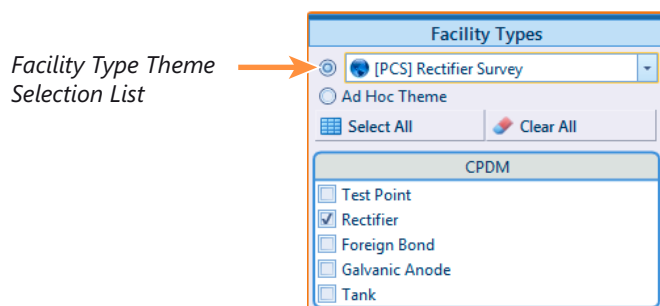 Facility Types
Facility Type Theme
Selection List
[PCS] Rectifier Survey
Ad Hoc Theme
Select All
Clear All
CPDM
Test Point
Rectifier
Foreign Bond
Galvanic Anode
Tank